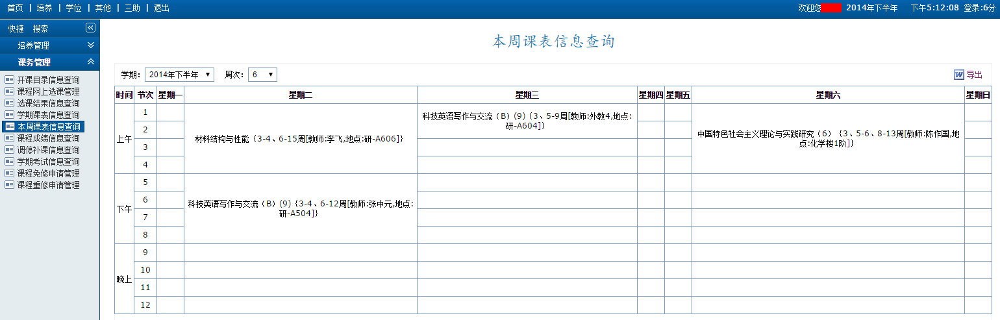 首页 | 培养 | 学位 | 其他 | 三助 | 退出
欢迎您 2014年下半年 下午5:12:08 登录:6分
快捷 搜索
培养管理
课务管理
开课目录信息查询
课程网上选课管理
选课结果信息查询
学期课表信息查询
本周课表信息查询
课程成绩信息查询
调停补课信息查询
学期考试信息查询
课程免修申请管理
课程重修申请管理
本周课表信息查询
学期: 2014年下半年 周次: 6 导出
时间 节次 星期一 星期二 星期三 星期四 星期五 星期六 星期日
上午
1
2
3
4
材料结构与性能｛3-4、6-15周[教师:李飞,地点:研-A606]｝
科技英语写作与交流（B）(9)｛3、5-9周[教师:外教4,地点:
研-A604]｝
中国特色社会主义理论与实践研究（6）｛3、5-6、8-13周[教师:陈作国,地
点:化学楼1阶]｝
下午
5
6
7
8
科技英语写作与交流（B）(9)｛3-4、6-12周[教师:张中元,地点:
研-A504]｝
晚上
9
10
11
12